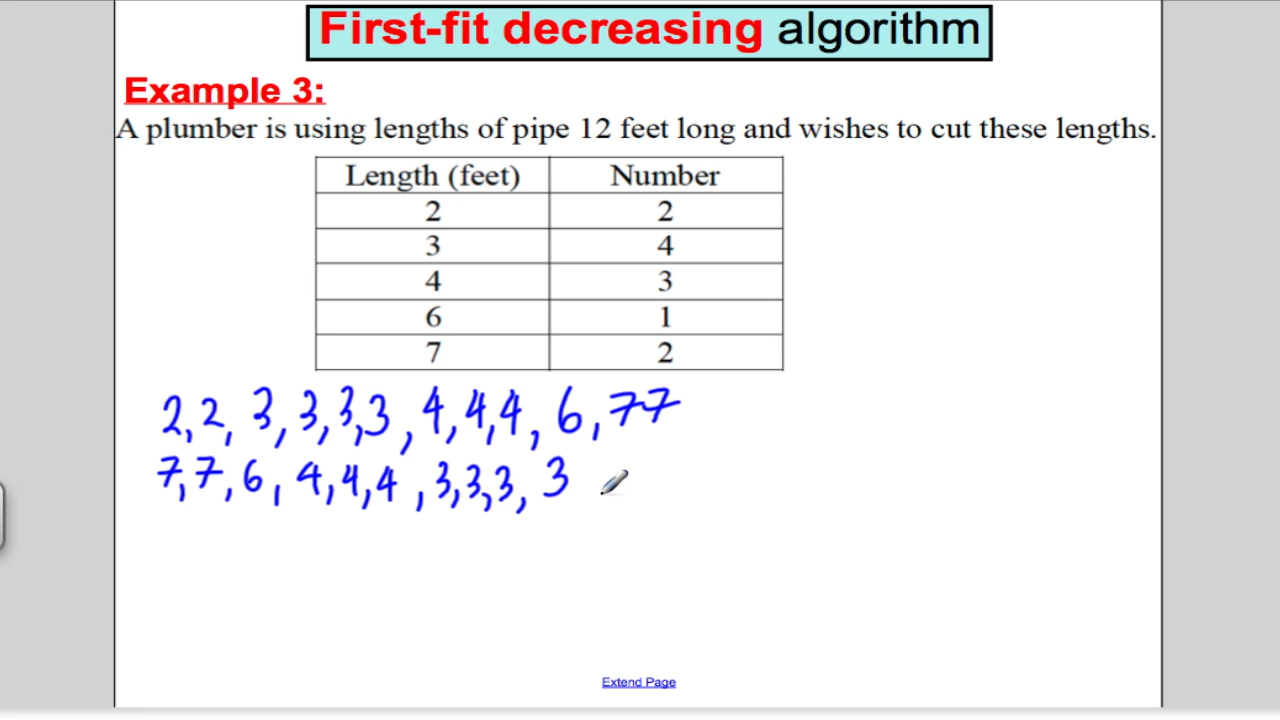 First-fit decreasing algorithm
Example 3:
A plumber is using lengths of pipe 12 feet long and wishes to cut these lengths.
Length (feet) Number
2 2
3 4
4 3
6 1
7 2
2,2, 3,3,3,3, 4,4,4, 6,77
7,7,6, 4,4,4, 3,3,3, 3
Extend Page